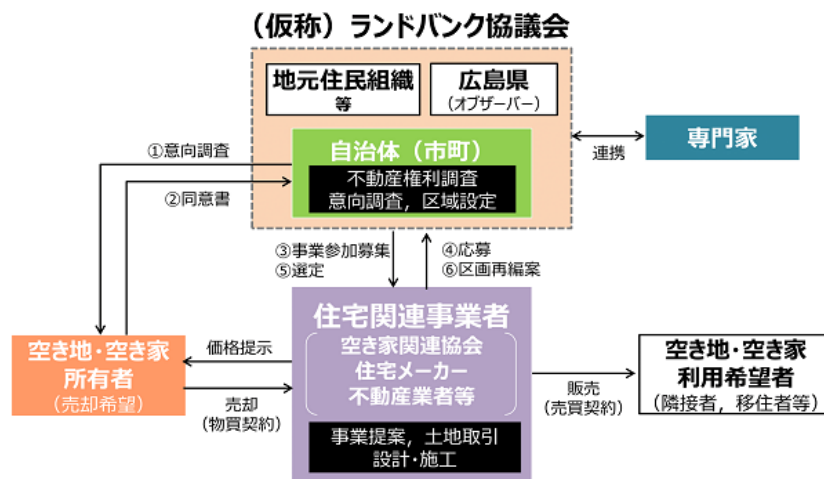 （仮称）ランドバンク協議会
地元住民組織
等
広島県
（オブザーバー）
自治体（市町）
不動産権利調査
意向調査，区域設定
連携
専門家
①意向調査
②同意書
③事業参加募集
⑤選定
④応募
⑥区画再編案
住宅関連事業者
空き家関連協会
住宅メーカー
不動産業者等
事業提案，土地取引
設計・施工
空き地・空き家
所有者
（売却希望）
価格提示
売却
（物買契約）
販売
（売買契約）
空き地・空き家
利用希望者
（隣接者，移住者等）